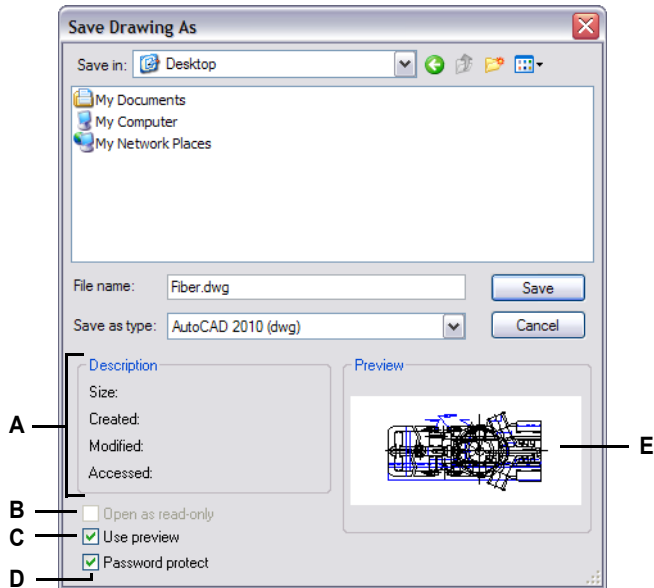 Save Drawing As
Save in: Desktop
My Documents
My Computer
My Network Places
File name: Fiber.dwg Save
Save as type: AutoCAD 2010 (dwg) Cancel
Description Preview
Size:
A
Created:
Modified:
E
Accessed:
B Open as read-only
C Use preview
D Password protect